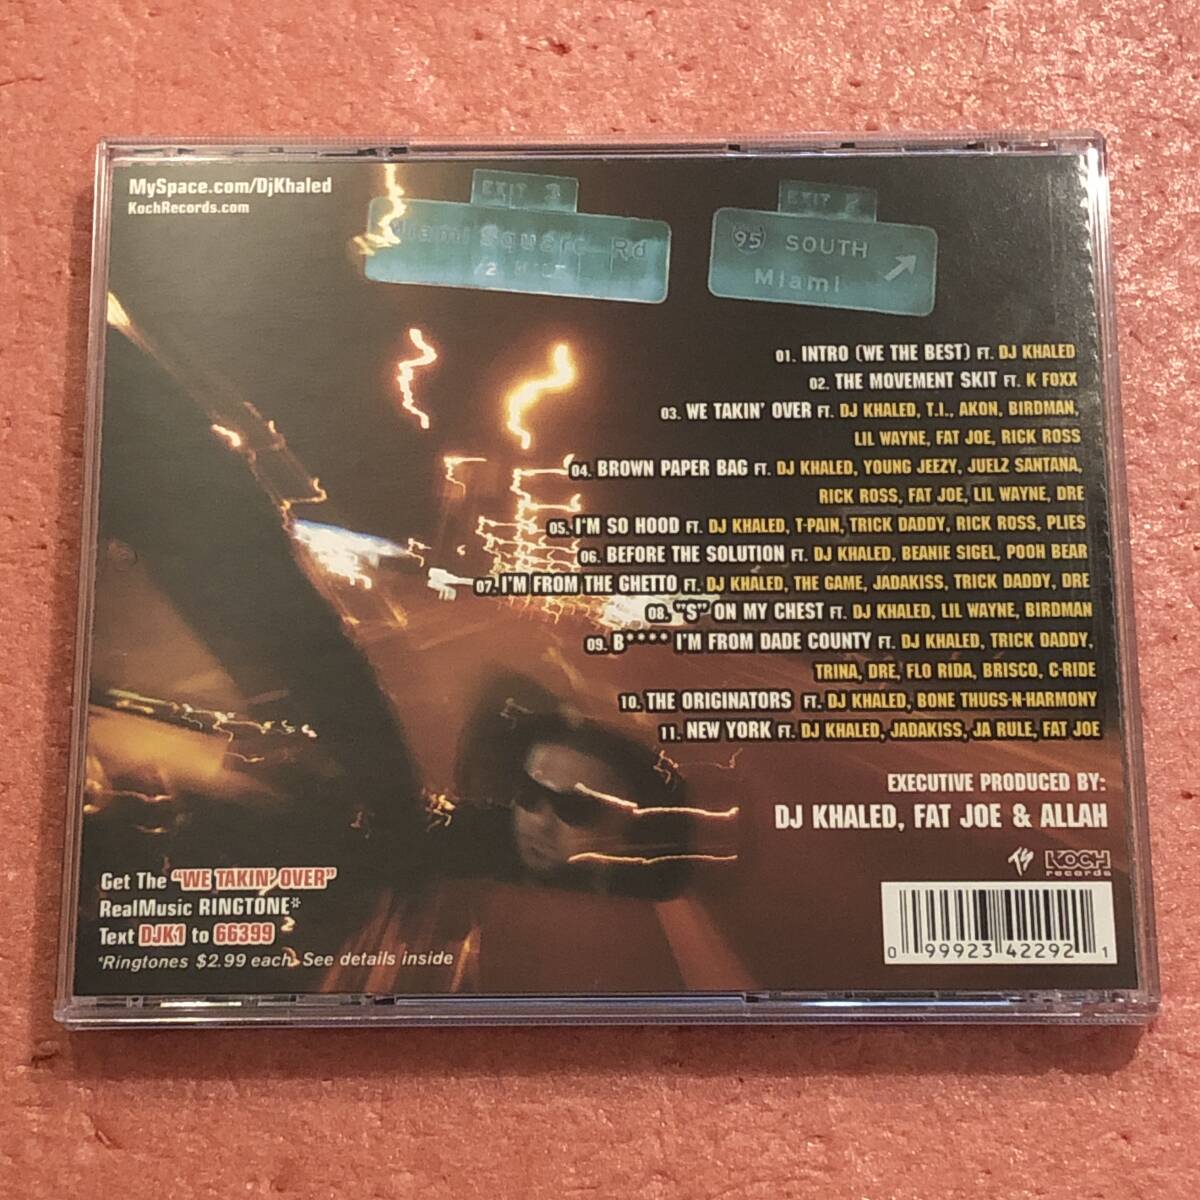 MySpace.com/DjKhaled
KochRecords.com
EXIT 3
Miami Square Rd
EXIT 2
95 SOUTH
Miami
01. INTRO (WE THE BEST) FT. DJ KHALED
02. THE MOVEMENT SKIT FT. K FOXX
03. WE TAKIN' OVER FT. DJ KHALED, T.I., AKON, BIRDMAN,
LIL WAYNE, FAT JOE, RICK ROSS
04. BROWN PAPER BAG FT. DJ KHALED, YOUNG JEEZY, JUELZ SANTANA,
RICK ROSS, FAT JOE, LIL WAYNE, DRE
05. I'M SO HOOD FT. DJ KHALED, T-PAIN, TRICK DADDY, RICK ROSS, PLIES
06. BEFORE THE SOLUTION FT. DJ KHALED, BEANIE SIGEL, POOH BEAR
07. I'M FROM THE GHETTO FT. DJ KHALED, THE GAME, JADAKISS, TRICK DADDY, DRE
08. "S" ON MY CHEST FT. DJ KHALED, LIL WAYNE, BIRDMAN
09. B**** I'M FROM DADE COUNTY FT. DJ KHALED, TRICK DADDY,
TRINA, DRE, FLO RIDA, BRISCO, C-RIDE
10. THE ORIGINATORS FT. DJ KHALED, BONE THUGS-N-HARMONY
11. NEW YORK FT. DJ KHALED, JADAKISS, JA RULE, FAT JOE
EXECUTIVE PRODUCED BY:
DJ KHALED, FAT JOE & ALLAH
TS KOCH
records
Get The "WE TAKIN' OVER"
RealMusic RINGTONE*
Text DJK1 to 66399
*Ringtones $2.99 each. See details inside
0 99923 42292 1